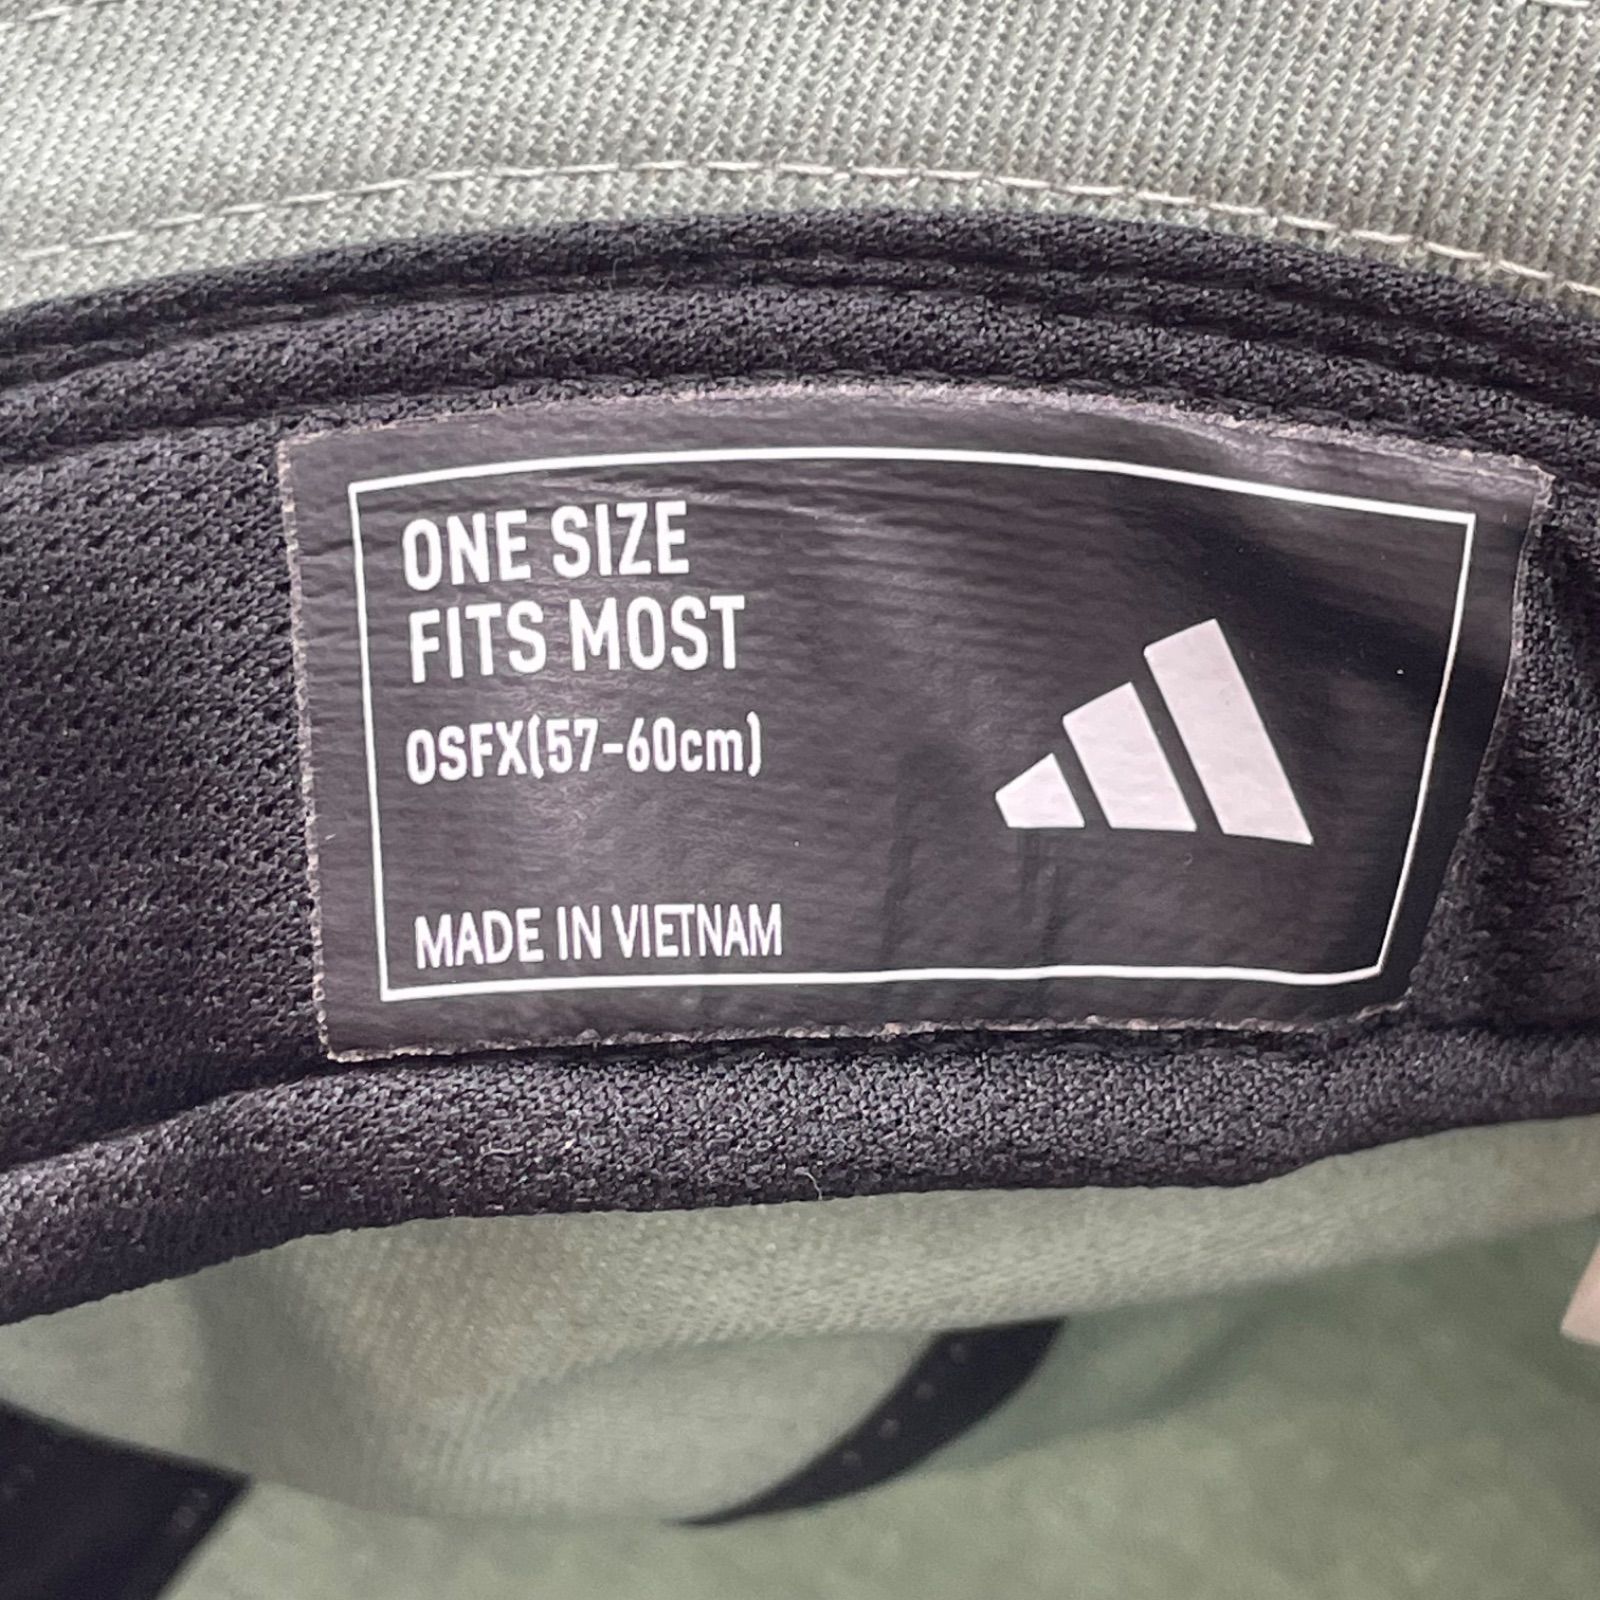 ONE SIZE
FITS MOST
OSFX(57-60cm)
MADE IN VIETNAM